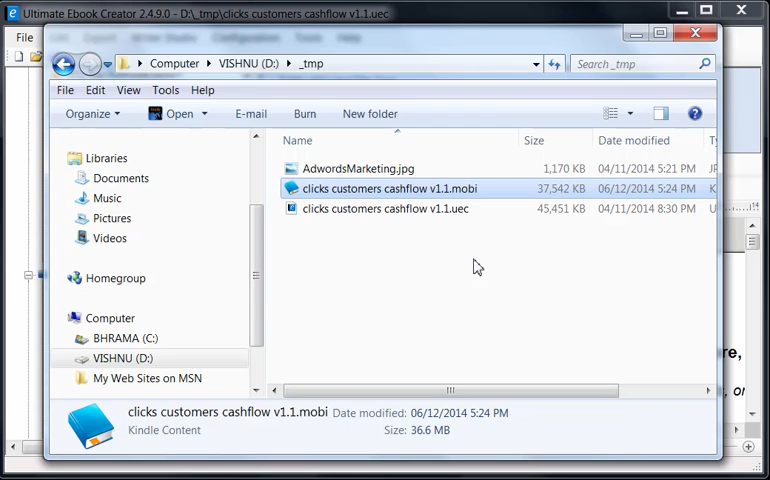 Ultimate Ebook Creator 2.4.9.0 - D:\_tmp\clicks customers cashflow v1.1.uec
File
Computer VISHNU (D:) _tmp
Search _tmp
File Edit View Tools Help
Organize Open E-mail Burn New folder
Name Size Date modified
Libraries
AdwordsMarketing.jpg 1,170 KB 04/11/2014 5:21 PM
Documents
clicks customers cashflow v1.1.mobi 37,542 KB 06/12/2014 5:24 PM
Music
clicks customers cashflow v1.1.uec 45,451 KB 04/11/2014 8:30 PM
Pictures
Videos
Homegroup
Computer
BHRAMA (C:)
VISHNU (D:)
My Web Sites on MSN
clicks customers cashflow v1.1.mobi Date modified: 06/12/2014 5:24 PM
Kindle Content Size: 36.6 MB